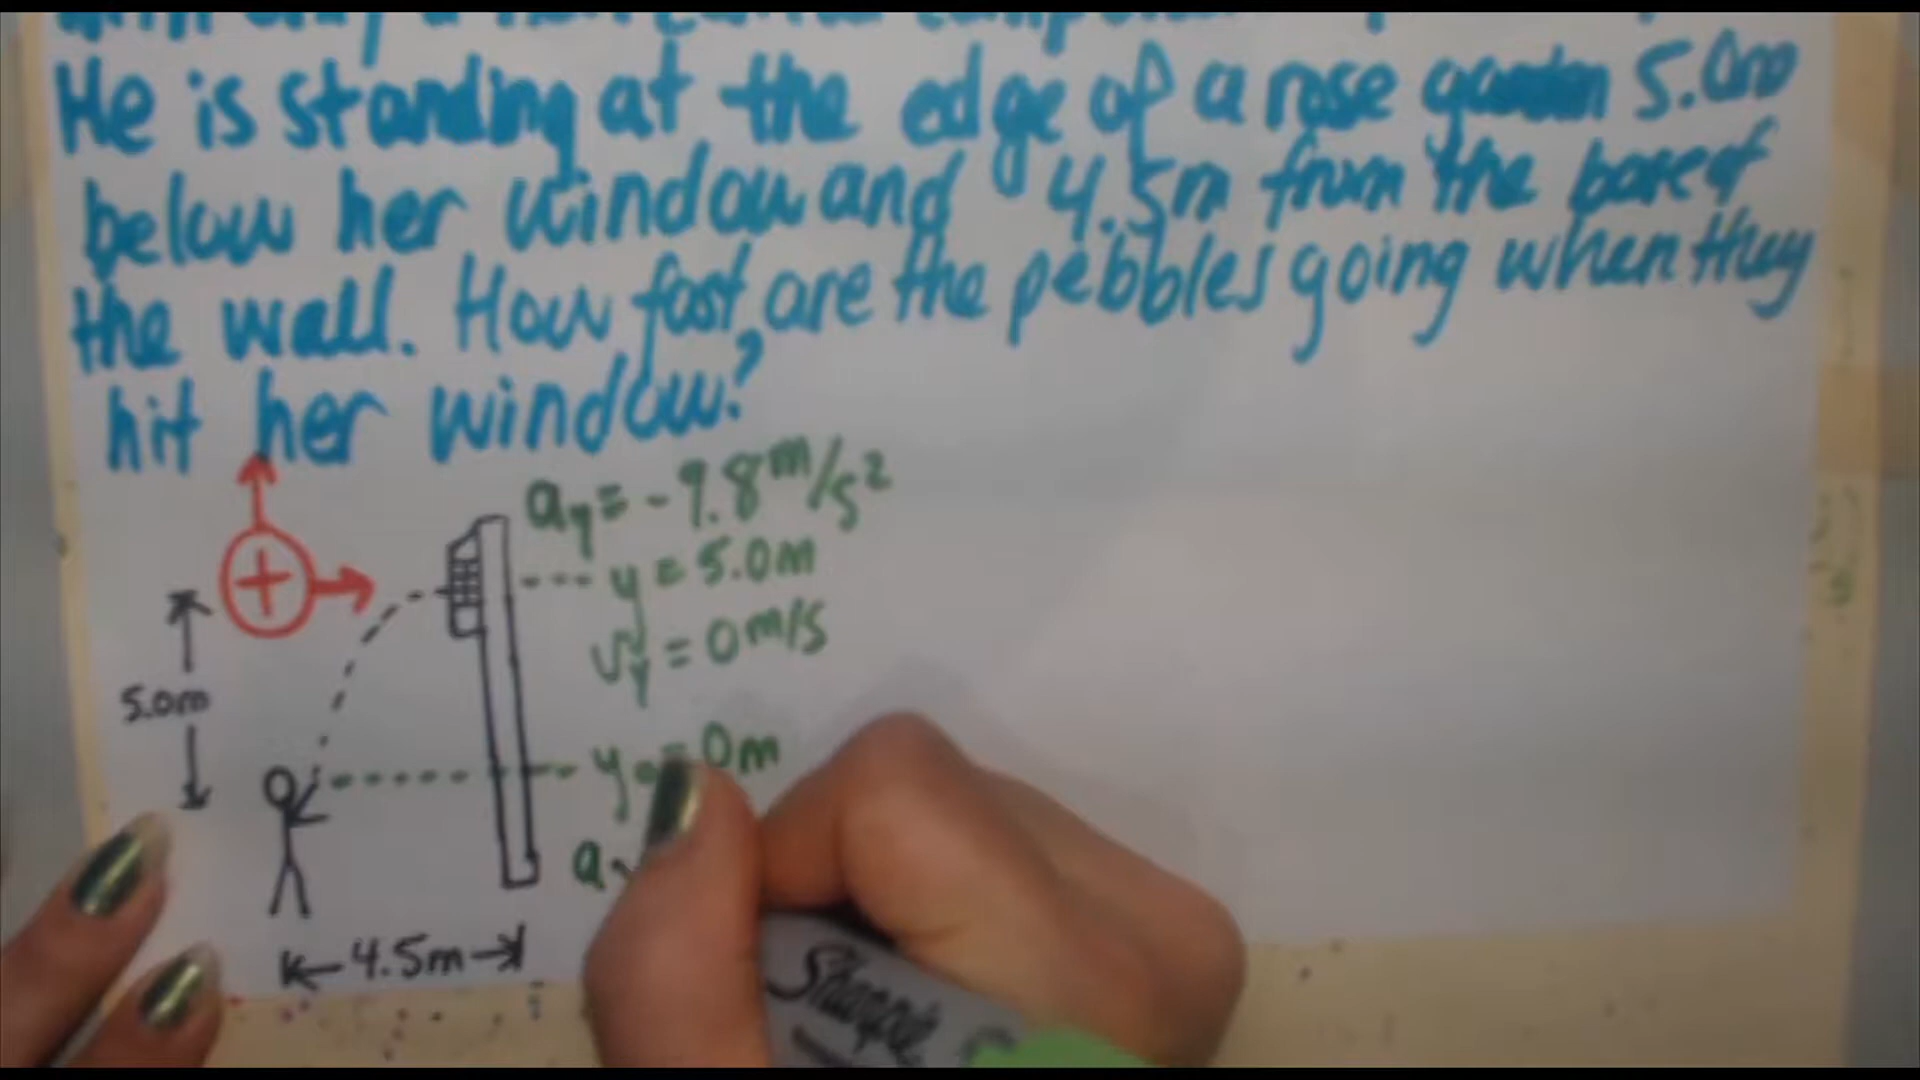 He is standing at the edge of a rose garden 5.0m
below her window and 4.5m from the base of
the wall. How fast are the pebbles going when they
hit her window?
ay = -9.8 m/s²
+
y = 5.0m
vy = 0 m/s
5.0m
y₀ = 0m
a
4.5m
Sharpie